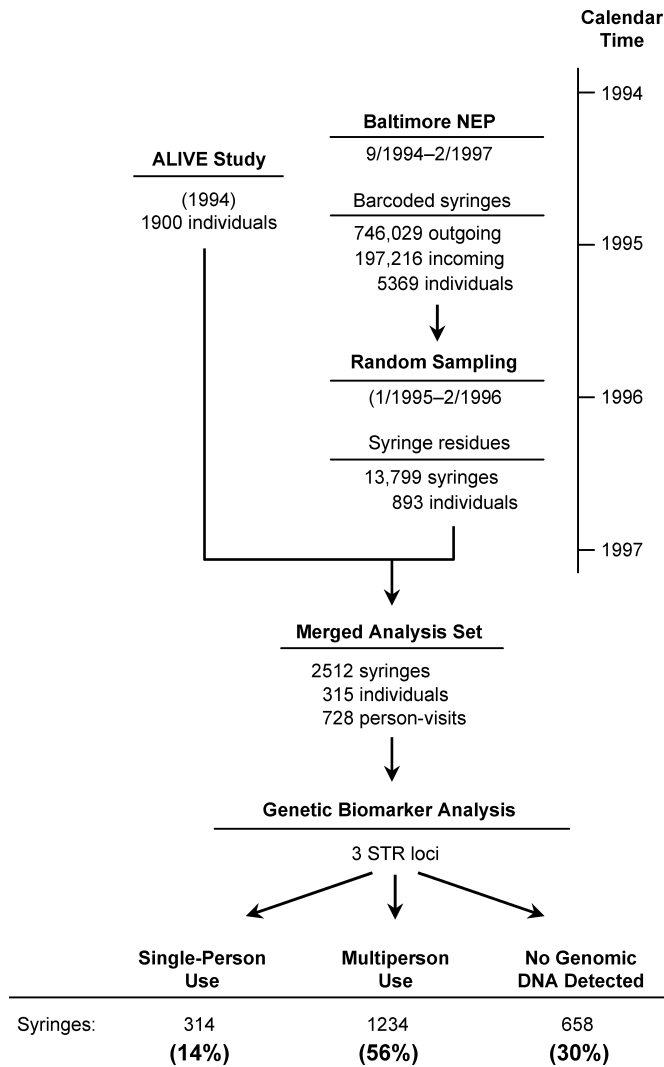 Calendar
Time
1994
Baltimore NEP
9/1994–2/1997
ALIVE Study
(1994)
1900 individuals
Barcoded syringes
746,029 outgoing
197,216 incoming
5369 individuals
1995
Random Sampling
(1/1995–2/1996
1996
Syringe residues
13,799 syringes
893 individuals
1997
Merged Analysis Set
2512 syringes
315 individuals
728 person-visits
Genetic Biomarker Analysis
3 STR loci
Single-Person
Use
Multiperson
Use
No Genomic
DNA Detected
Syringes: 314 1234 658
(14%) (56%) (30%)